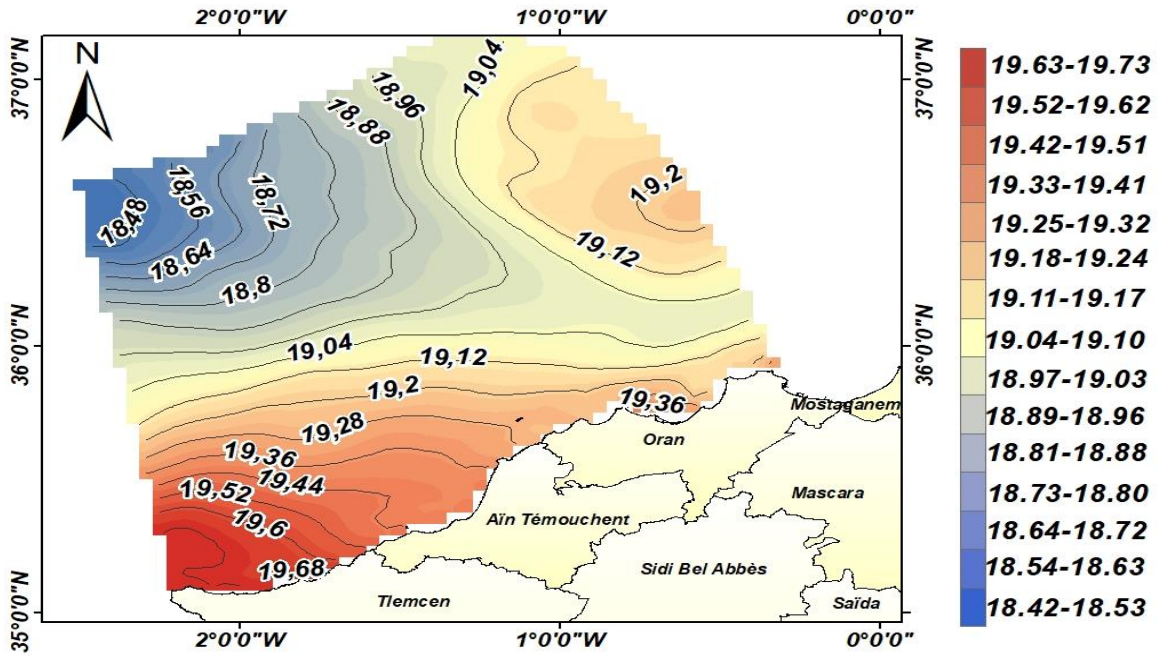 2°0'0"W 1°0'0"W 0°0'0"
N
37°0'0"N
36°0'0"N
35°0'0"N
37°0'0"N
36°0'0"N
19,04
18,96
18,88
18,48
18,56
18,72
18,64
18,8
19,2
19,12
19,04
19,12
19,2
19,36
19,28
19,36
19,44
19,52
19,6
19,68
Mostaganem
Oran
Mascara
Aïn Témouchent
Sidi Bel Abbès
Tlemcen
Saïda
2°0'0"W 1°0'0"W 0°0'0"
19.63-19.73
19.52-19.62
19.42-19.51
19.33-19.41
19.25-19.32
19.18-19.24
19.11-19.17
19.04-19.10
18.97-19.03
18.89-18.96
18.81-18.88
18.73-18.80
18.64-18.72
18.54-18.63
18.42-18.53